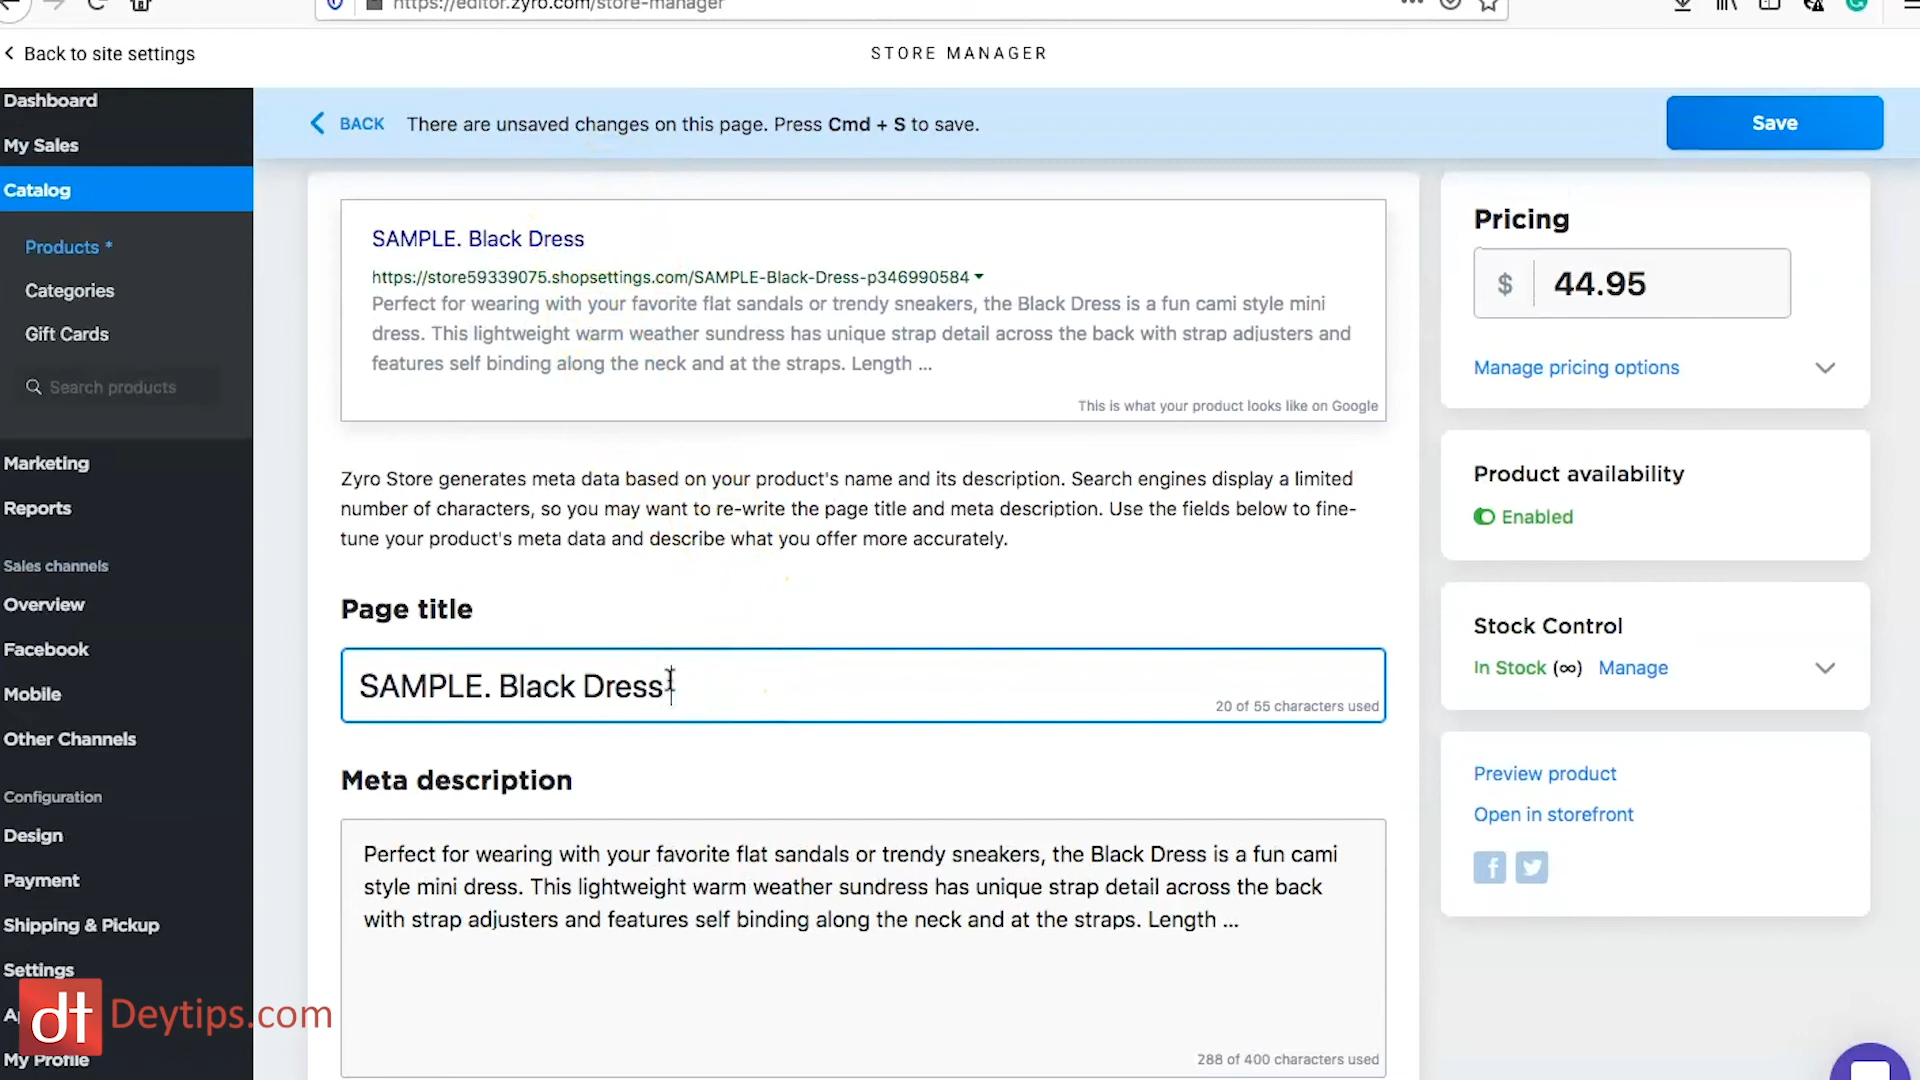 https://editor.zyro.com/store-manager
Back to site settings
STORE MANAGER
Dashboard
My Sales
Catalog
Products *
Categories
Gift Cards
Search products
Marketing
Reports
Sales channels
Overview
Facebook
Mobile
Other Channels
Configuration
Design
Payment
Shipping & Pickup
Settings
My Profile
dt Deytips.com
BACK There are unsaved changes on this page. Press Cmd + S to save.
Save
SAMPLE. Black Dress
https://store59339075.shopsettings.com/SAMPLE-Black-Dress-p346990584
Perfect for wearing with your favorite flat sandals or trendy sneakers, the Black Dress is a fun cami style mini
dress. This lightweight warm weather sundress has unique strap detail across the back with strap adjusters and
features self binding along the neck and at the straps. Length ...
This is what your product looks like on Google
Zyro Store generates meta data based on your product's name and its description. Search engines display a limited
number of characters, so you may want to re-write the page title and meta description. Use the fields below to fine-
tune your product's meta data and describe what you offer more accurately.
Page title
SAMPLE. Black Dress
20 of 55 characters used
Meta description
Perfect for wearing with your favorite flat sandals or trendy sneakers, the Black Dress is a fun cami
style mini dress. This lightweight warm weather sundress has unique strap detail across the back
with strap adjusters and features self binding along the neck and at the straps. Length ...
288 of 400 characters used
Pricing
$ 44.95
Manage pricing options
Product availability
Enabled
Stock Control
In Stock (∞) Manage
Preview product
Open in storefront